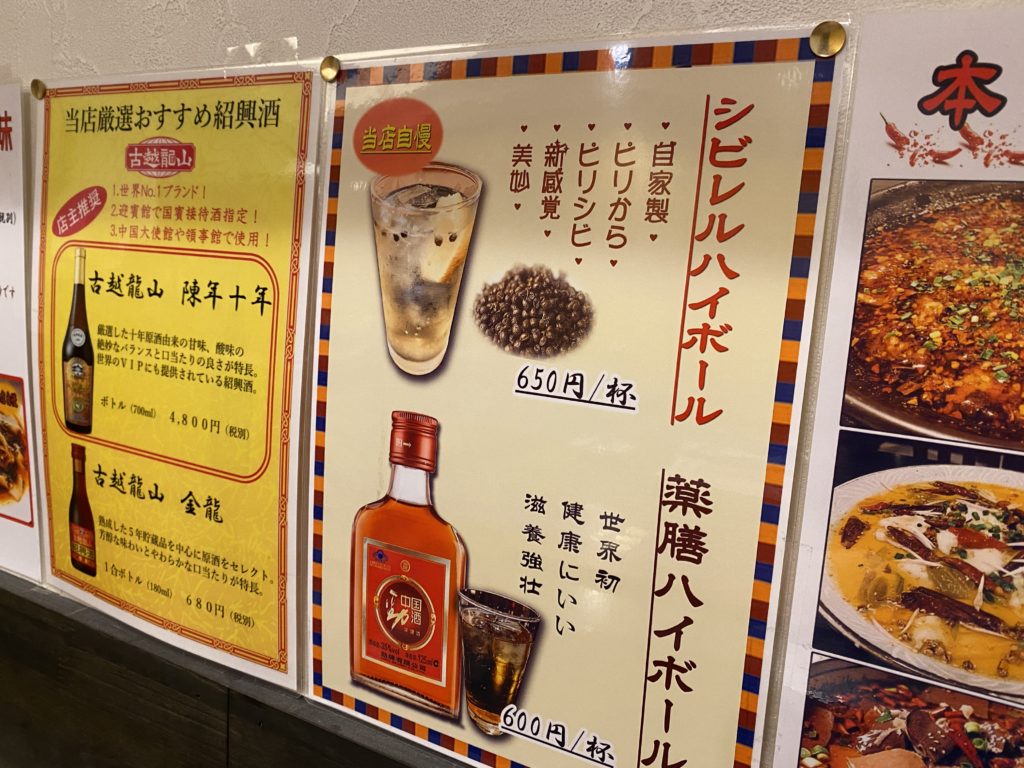 味
当店厳選おすすめ紹興酒
古越龍山
店主推奨
1.世界No.1ブランド！
2.迎賓館で国賓接待酒指定！
3.中国大使館や領事館で使用！
古越龍山 陳年十年
厳選した十年原酒由来の甘味、酸味の
絶妙なバランスと口当たりの良さが特長。
世界のVIPにも提供されている紹興酒。
ボトル(700ml) 4,800円(税別)
古越龍山 金龍
熟成した5年貯蔵品を中心に原酒をセレクト。
芳醇な味わいとやわらかな口当たりが特長。
1合ボトル(180ml) 680円(税別)
当店自慢
シビレルハイボール
自家製
ピリから
ピリシビ
新感覚
美妙
650円/杯
薬膳ハイボール
世界初
健康にいい
滋養強壮
中国
勁酒
600円/杯
本